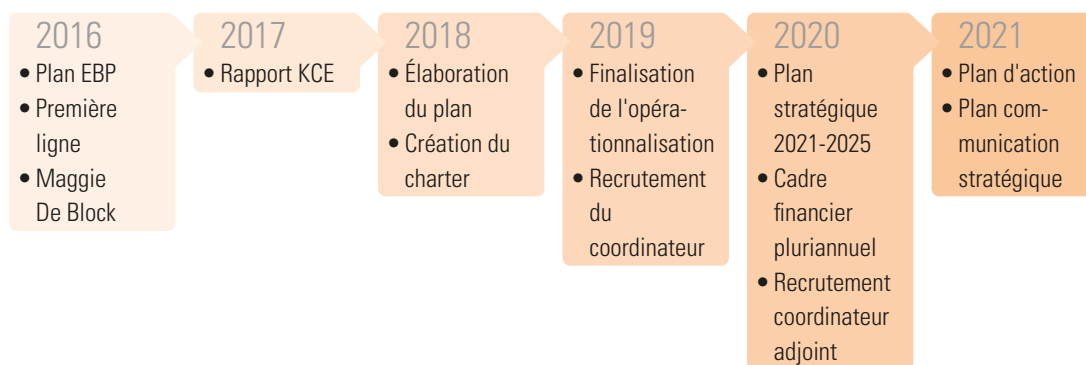 2016
• Plan EBP
• Première
ligne
• Maggie
De Block
2017
• Rapport KCE
2018
• Élaboration
du plan
• Création du
charter
2019
• Finalisation
de l'opéra-
tionnalisation
• Recrutement
du
coordinateur
2020
• Plan
stratégique
2021-2025
• Cadre
financier
pluriannuel
• Recrutement
coordinateur
adjoint
2021
• Plan d'action
• Plan com-
munication
stratégique